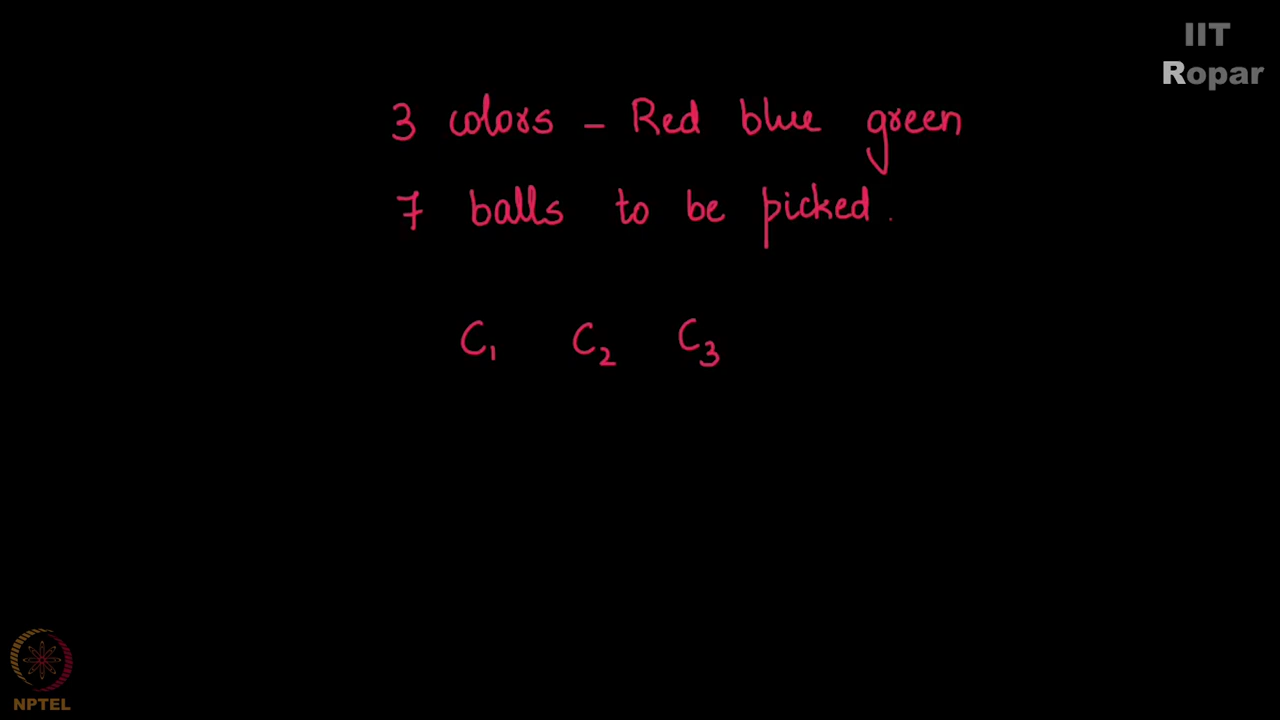 IIT
Ropar
3 colors - Red blue green
7 balls to be picked.
C₁ C₂ C₃
NPTEL